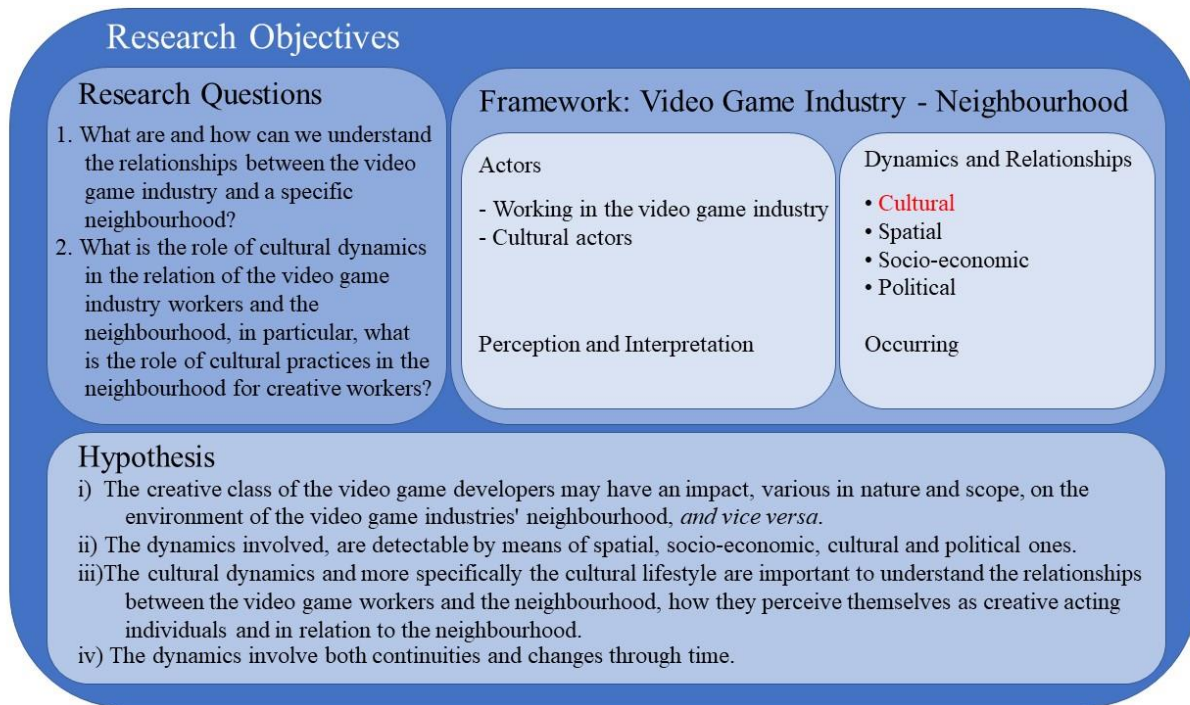 Research Objectives
Research Questions
1. What are and how can we understand
the relationships between the video
game industry and a specific
neighbourhood?
2. What is the role of cultural dynamics
in the relation of the video game
industry workers and the
neighbourhood, in particular, what
is the role of cultural practices in the
neighbourhood for creative workers?
Framework: Video Game Industry - Neighbourhood
Actors
- Working in the video game industry
- Cultural actors
Perception and Interpretation
Dynamics and Relationships
• Cultural
• Spatial
• Socio-economic
• Political
Occurring
Hypothesis
i) The creative class of the video game developers may have an impact, various in nature and scope, on the
environment of the video game industries' neighbourhood, and vice versa.
ii) The dynamics involved, are detectable by means of spatial, socio-economic, cultural and political ones.
iii)The cultural dynamics and more specifically the cultural lifestyle are important to understand the relationships
between the video game workers and the neighbourhood, how they perceive themselves as creative acting
individuals and in relation to the neighbourhood.
iv) The dynamics involve both continuities and changes through time.